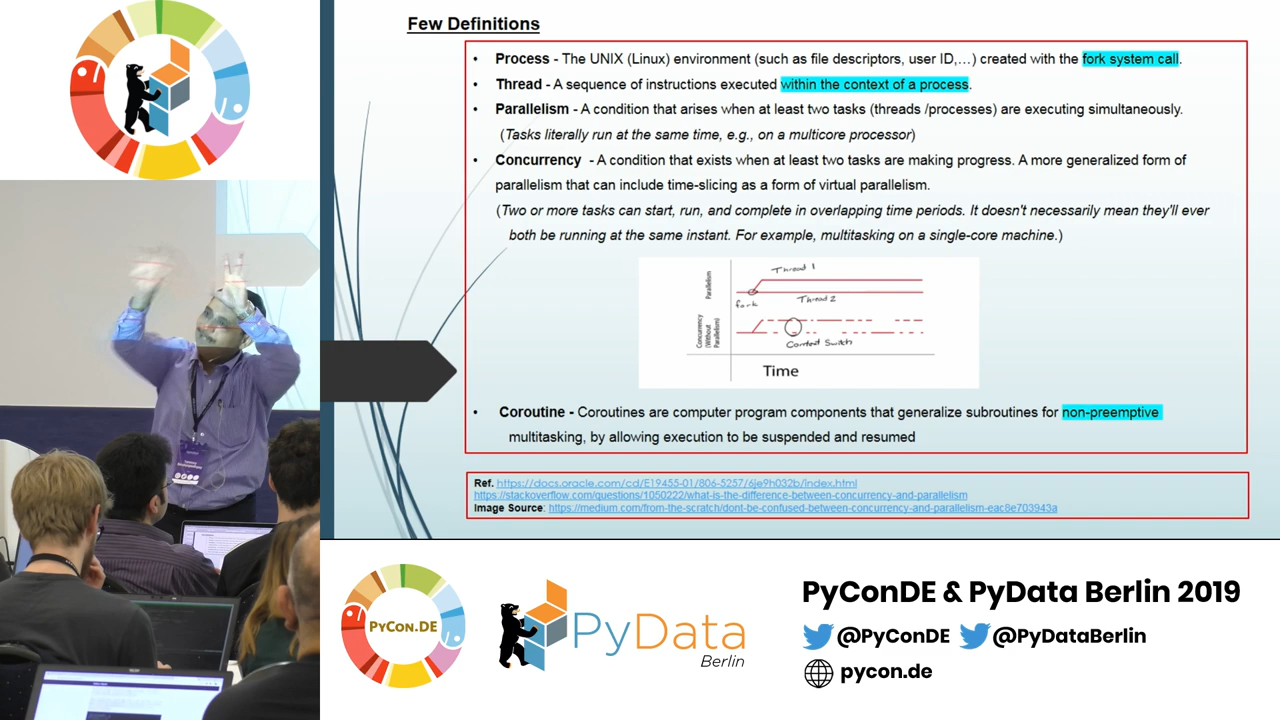 Few Definitions
• Process - The UNIX (Linux) environment (such as file descriptors, user ID,…) created with the fork system call.
• Thread - A sequence of instructions executed within the context of a process.
• Parallelism - A condition that arises when at least two tasks (threads /processes) are executing simultaneously.
(Tasks literally run at the same time, e.g., on a multicore processor)
• Concurrency - A condition that exists when at least two tasks are making progress. A more generalized form of
parallelism that can include time-slicing as a form of virtual parallelism.
(Two or more tasks can start, run, and complete in overlapping time periods. It doesn't necessarily mean they'll ever
both be running at the same instant. For example, multitasking on a single-core machine.)
Parallelism
Thread 1
fork
Thread 2
Concurrency
(Without
Parallelism)
Context Switch
Time
• Coroutine - Coroutines are computer program components that generalize subroutines for non-preemptive
multitasking, by allowing execution to be suspended and resumed
Ref. https://docs.oracle.com/cd/E19455-01/806-5257/6je9h032b/index.html
https://stackoverflow.com/questions/1050222/what-is-the-difference-between-concurrency-and-parallelism
Image Source: https://medium.com/from-the-scratch/dont-be-confused-between-concurrency-and-parallelism-eac8e703943a
PYCON.DE
PyData
Berlin
PyConDE & PyData Berlin 2019
@PyConDE @PyDataBerlin
pycon.de